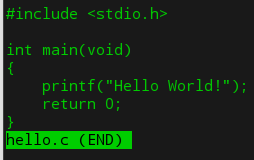 #include <stdio.h>

int main(void)
{
    printf("Hello World!");
    return 0;
}
hello.c (END)